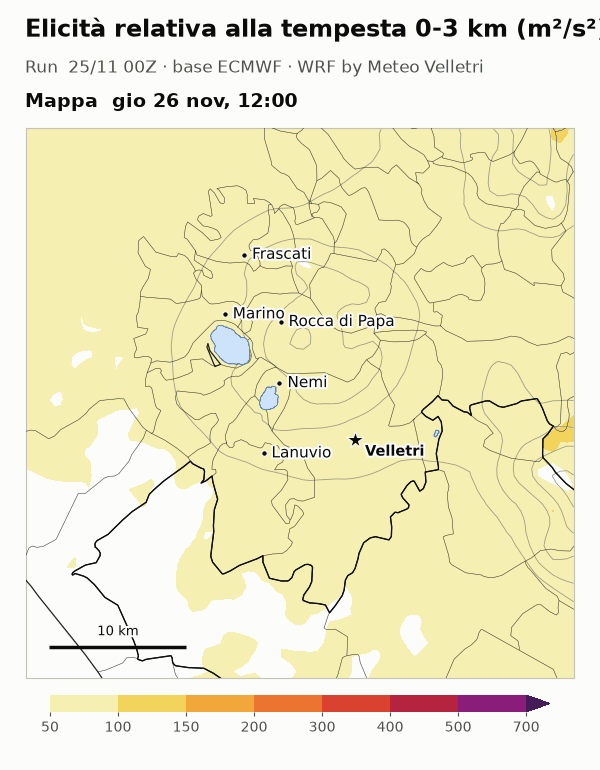 Elicità relativa alla tempesta 0-3 km (m²/s²)
Run  25/11 00Z · base ECMWF · WRF by Meteo Velletri
Mappa  gio 26 nov, 12:00
Frascati
Marino
Rocca di Papa
Nemi
Velletri
Lanuvio
10 km
50 100 150 200 300 400 500 700